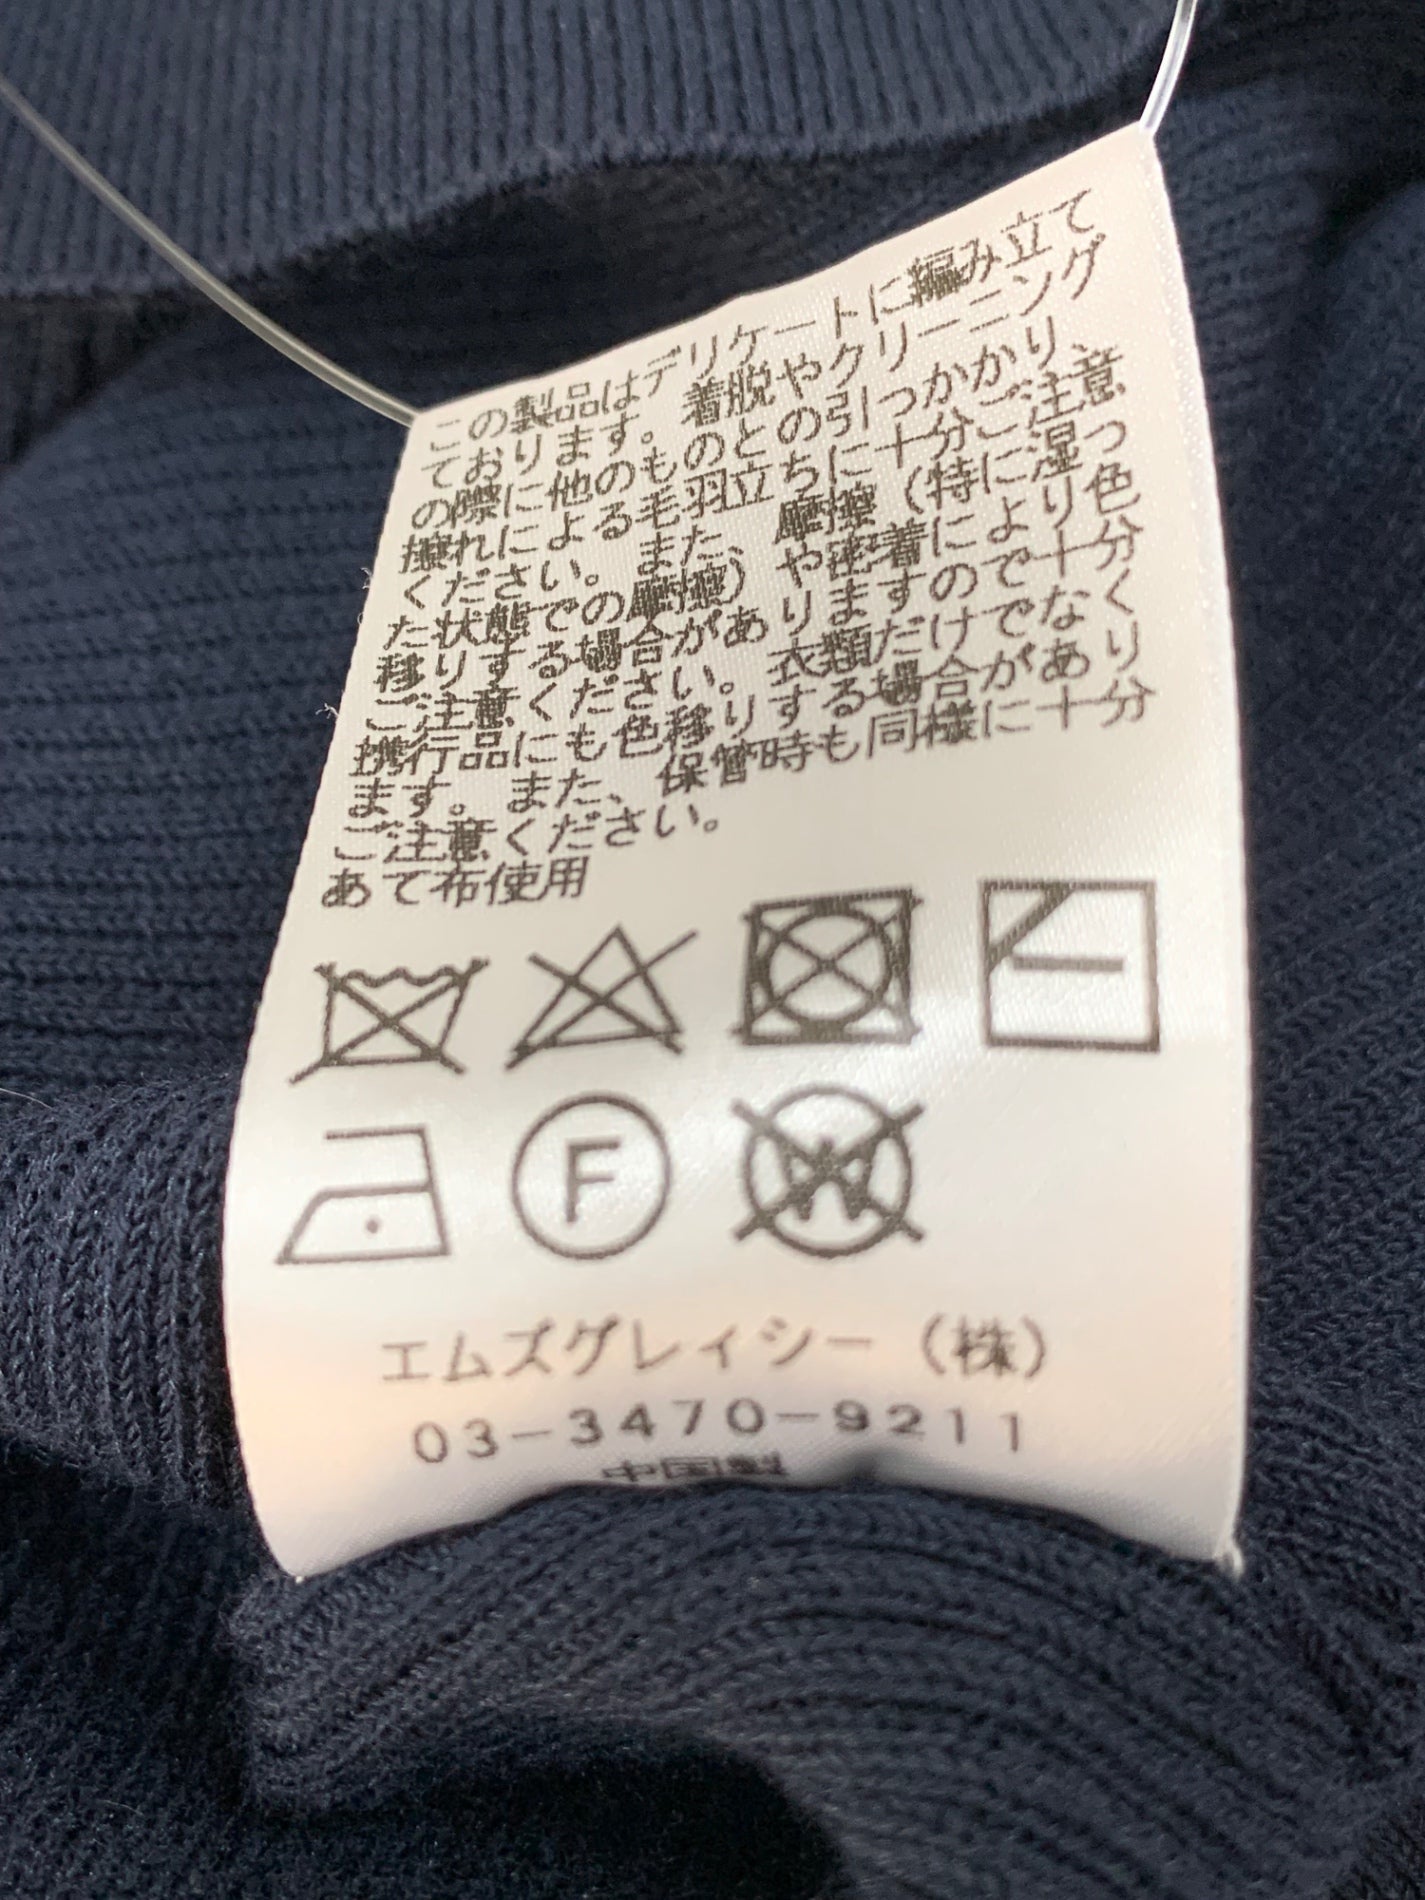 この製品はデリケートに編み立て
ております。着脱やクリーニング
の際に他のものとの引っかかり、
擦れによる毛羽立ちに十分ご注意
ください。また、摩擦（特に湿っ
た状態での摩擦）や密着により色
移りする場合がありますので十分
ご注意ください。衣類だけでなく
携行品にも色移りする場合があり
ます。また、保管時も同様に十分
ご注意ください。
あて布使用
F W
エムズグレイシー（株）
03-3470-9211
中国製